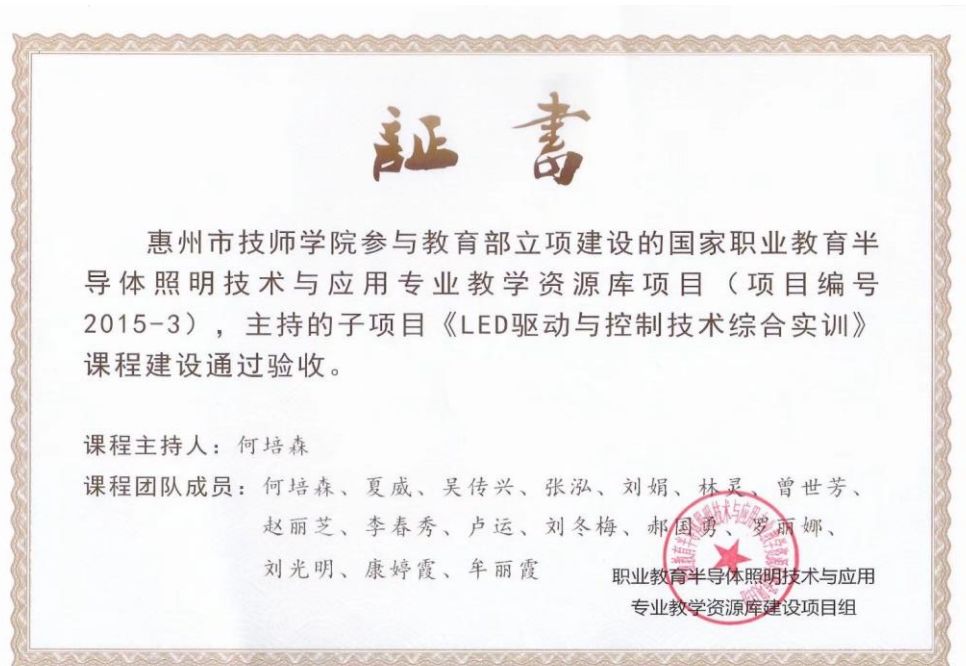 証書
惠州市技师学院参与教育部立项建设的国家职业教育半
导体照明技术与应用专业教学资源库项目（项目编号
2015-3），主持的子项目《LED驱动与控制技术综合实训》
课程建设通过验收。
课程主持人：何培森
课程团队成员：何培森、夏威、吴传兴、张泓、刘娟、林灵、曾世芳、
赵丽芝、李春秀、卢运、刘冬梅、郝国勇、罗丽娜、
刘光明、康婷霞、牟丽霞
职业教育半导体照明技术与应用
专业教学资源库建设项目组